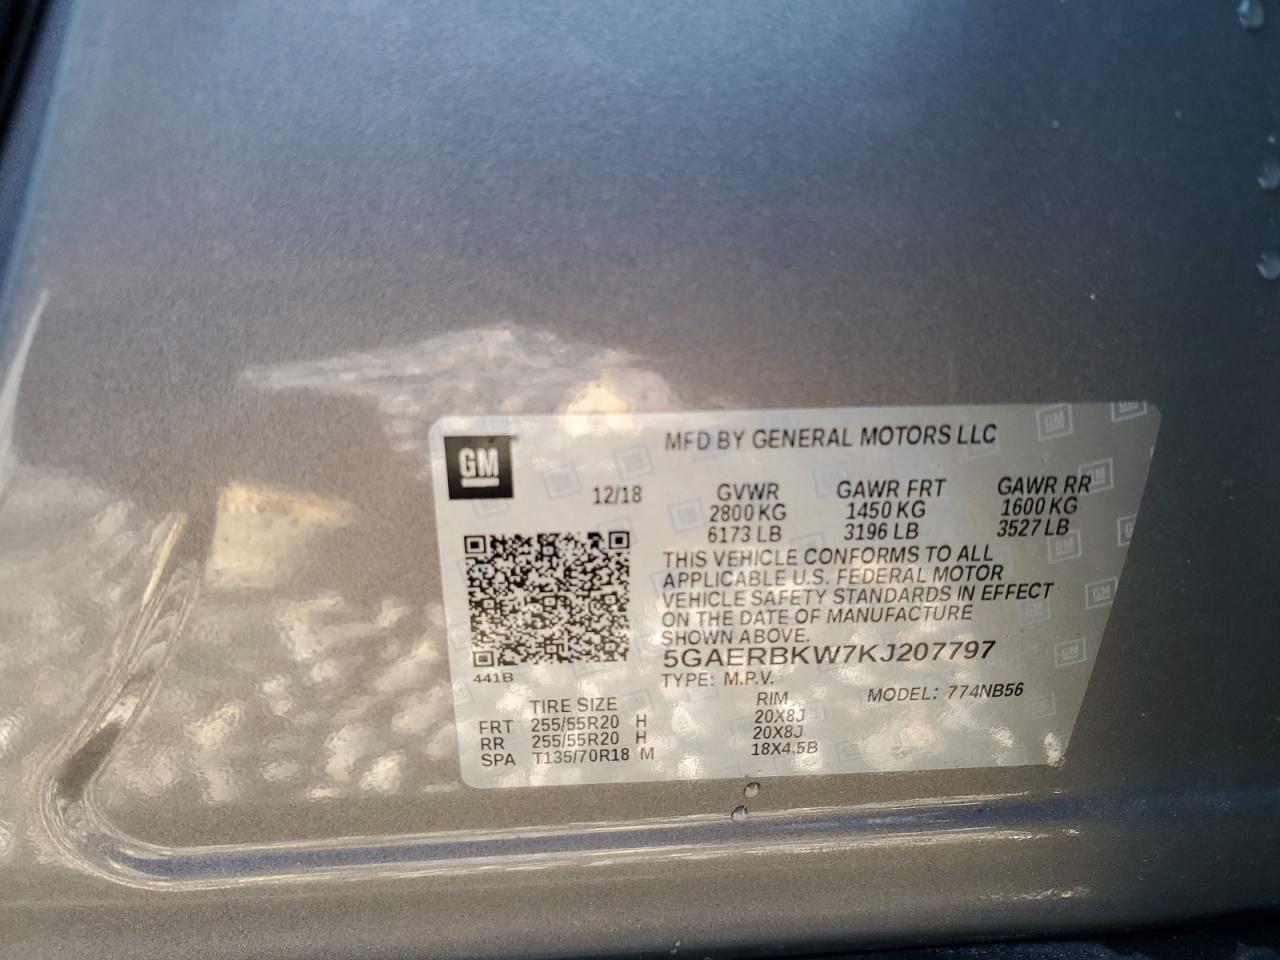 GM
MFD BY GENERAL MOTORS LLC
12/18
GVWR GAWR FRT GAWR RR
2800 KG 1450 KG 1600 KG
6173 LB 3196 LB 3527 LB
THIS VEHICLE CONFORMS TO ALL
APPLICABLE U.S. FEDERAL MOTOR
VEHICLE SAFETY STANDARDS IN EFFECT
ON THE DATE OF MANUFACTURE
SHOWN ABOVE.
5GAERBKW7KJ207797
441B
TYPE: M.P.V.
MODEL: 774NB56
TIRE SIZE RIM
FRT 255/55R20 H 20X8J
RR 255/55R20 H 20X8J
SPA T135/70R18 M 18X4.5B